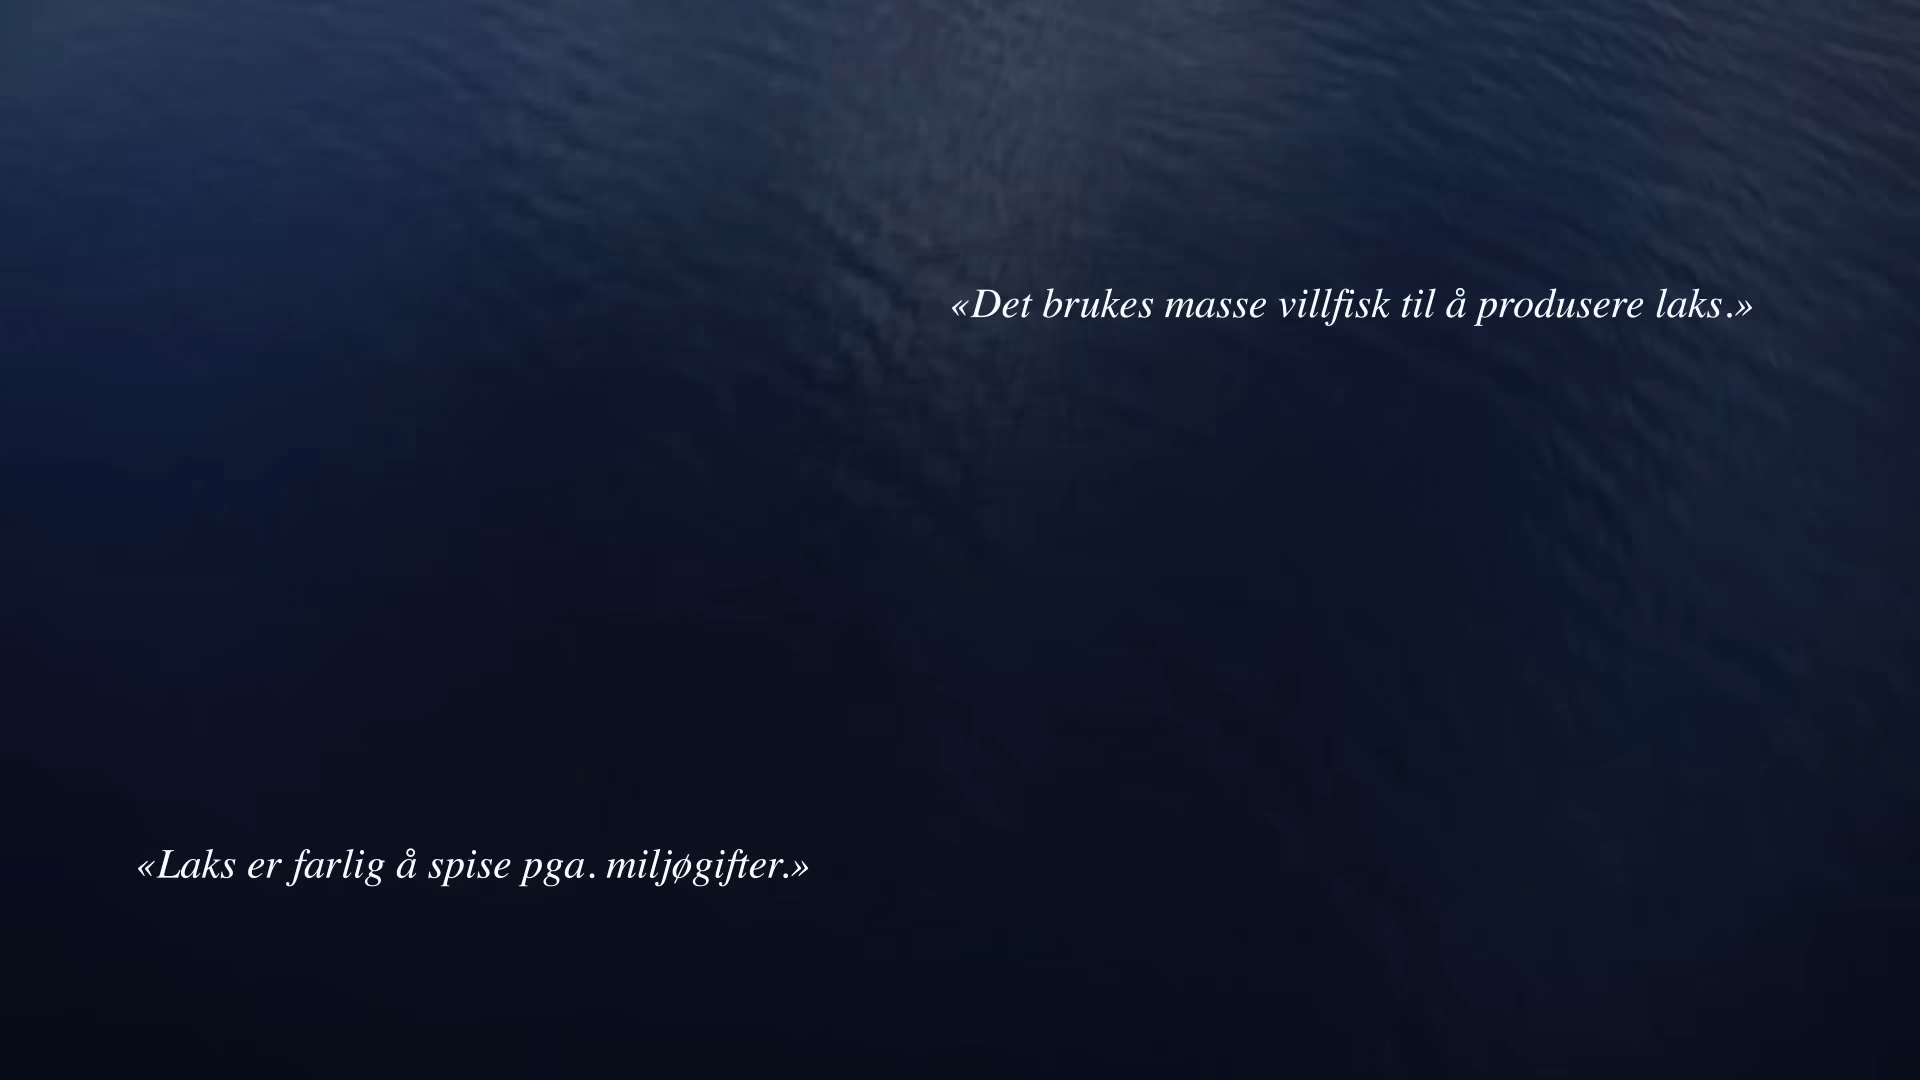 «Det brukes masse villfisk til å produsere laks.»
«Laks er farlig å spise pga. miljøgifter.»